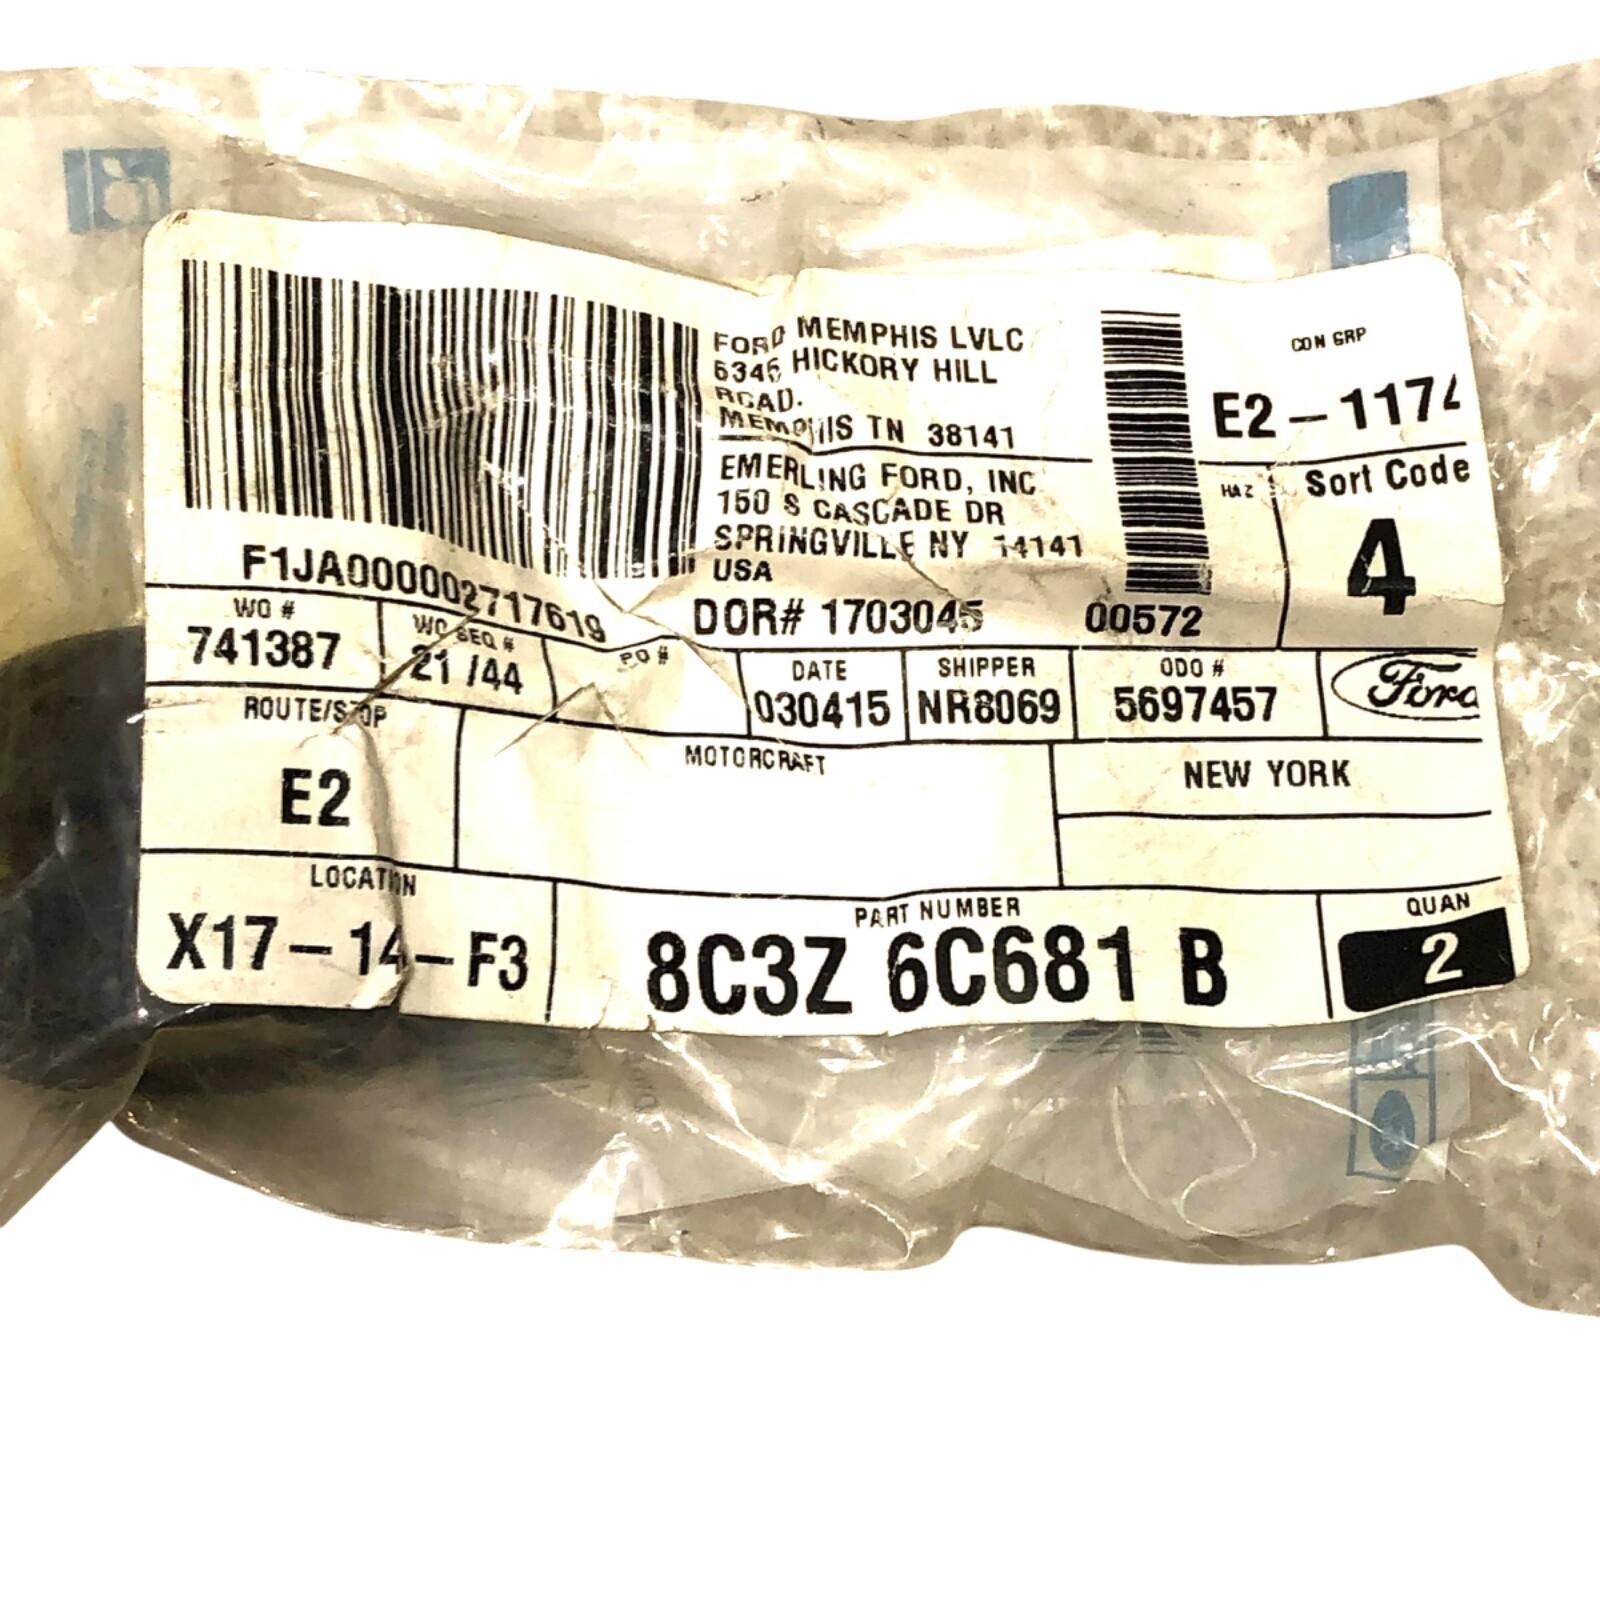 FORD MEMPHIS LVLC
6346 HICKORY HILL
ROAD.
MEMPHIS TN 38141
CON GRP
E2-1174
EMERLING FORD, INC
150 S CASCADE DR
SPRINGVILLE NY 14141
USA
HAZ
Sort Code
4
F1JA000002717619
DOR# 1703045 00572
WO #
741387
WO SEQ #
21 /44
PO #
DATE
030415
SHIPPER
NR8069
ODO #
5697457
Ford
ROUTE/STOP
E2
MOTORCRAFT
NEW YORK
LOCATION
X17-14-F3
PART NUMBER
8C3Z 6C681 B
QUAN
2